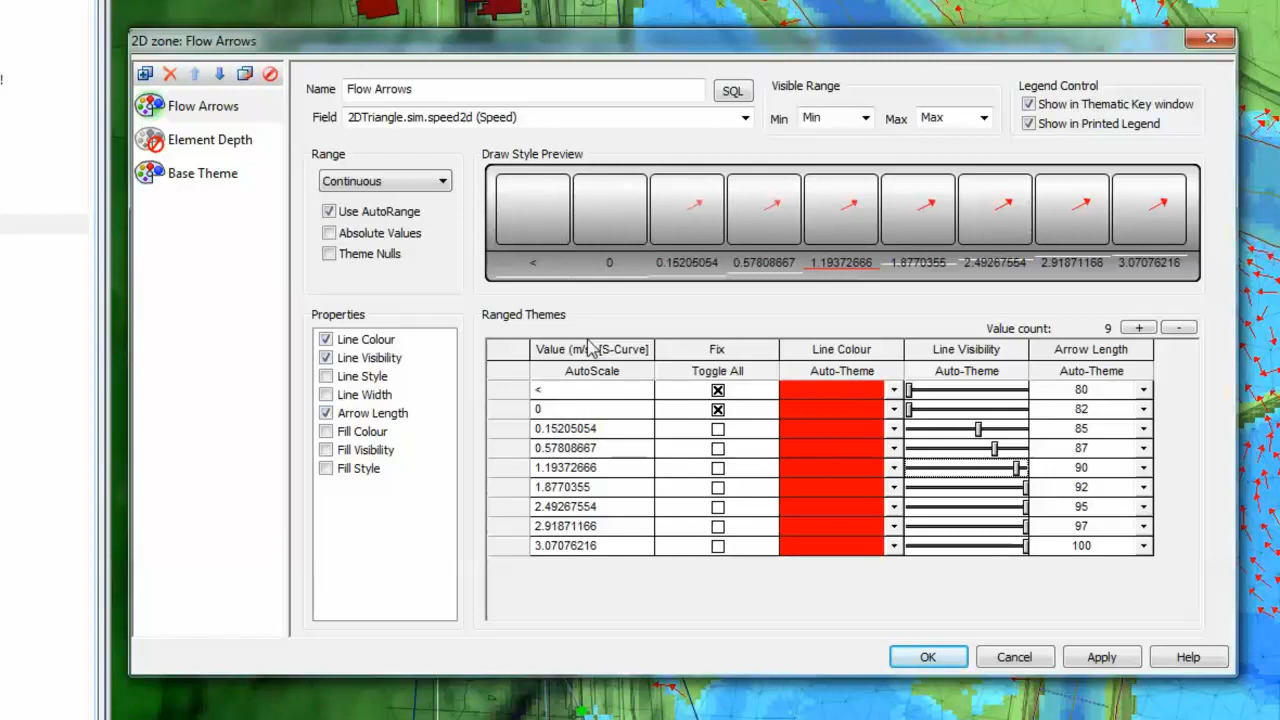 !
2D zone: Flow Arrows
Flow Arrows
Element Depth
Base Theme
Name Flow Arrows SQL
Field 2DTriangle.sim.speed2d (Speed)
Visible Range
Min Min Max Max
Legend Control
Show in Thematic Key window
Show in Printed Legend
Range
Continuous
Use AutoRange
Absolute Values
Theme Nulls
Draw Style Preview
< 0 0.15205054 0.57808667 1.19372666 1.8770355 2.49267554 2.91871166 3.07076216
Properties
Line Colour
Line Visibility
Line Style
Line Width
Arrow Length
Fill Colour
Fill Visibility
Fill Style
Ranged Themes
Value count: 9 + -
Value (m/ [S-Curve] Fix Line Colour Line Visibility Arrow Length
AutoScale Toggle All Auto-Theme Auto-Theme Auto-Theme
< 80
0 82
0.15205054 85
0.57808667 87
1.19372666 90
1.8770355 92
2.49267554 95
2.91871166 97
3.07076216 100
OK Cancel Apply Help